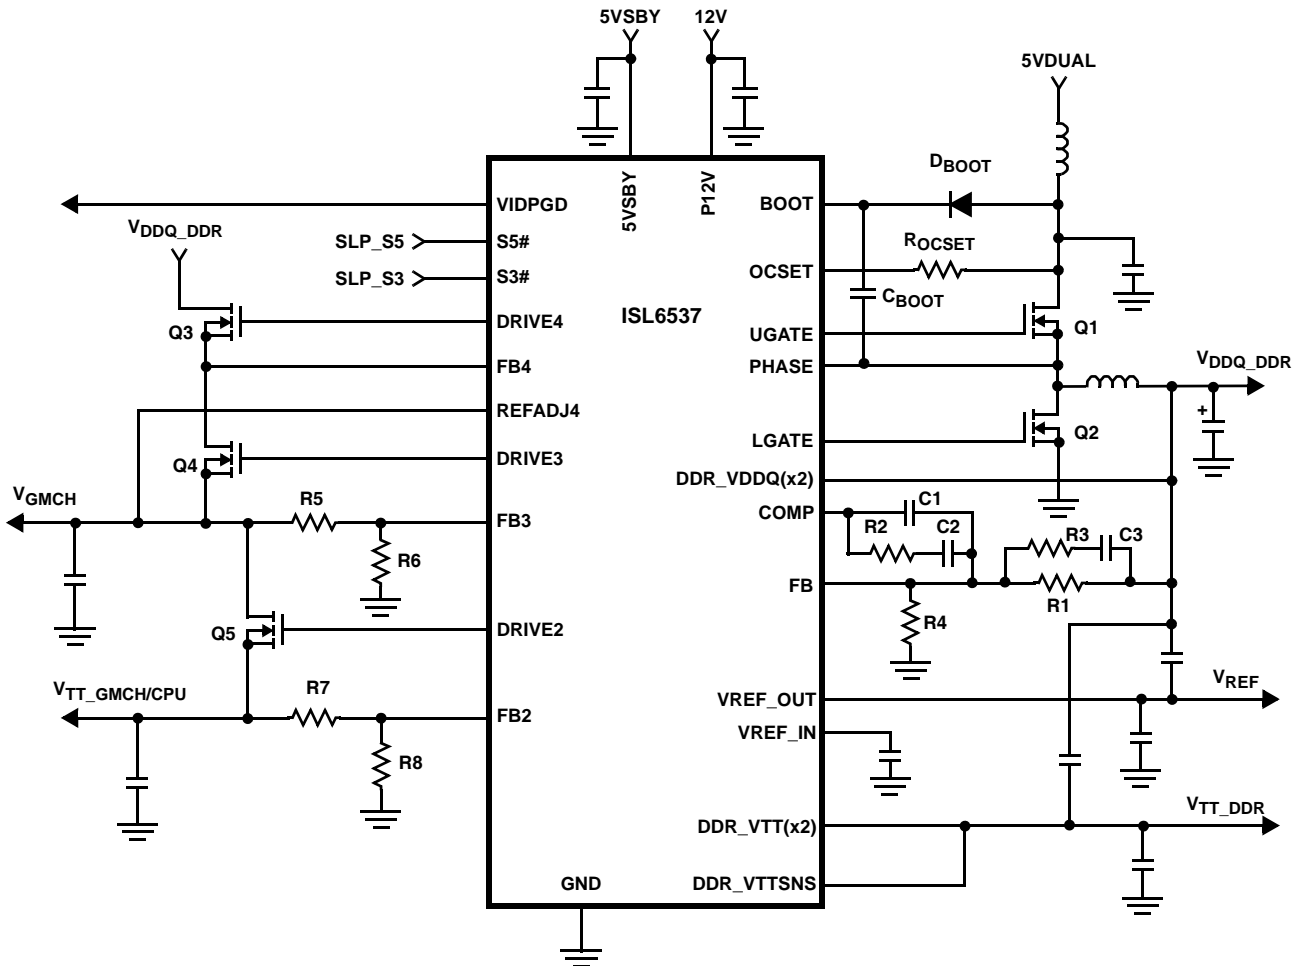 5VSBY 12V
5VDUAL
DBOOT
5VSBY
P12V
VIDPGD
BOOT
VDDQ_DDR
SLP_S5
S5#
SLP_S3
S3#
ROCSET
OCSET
CBOOT
ISL6537
Q3
DRIVE4
UGATE
Q1
FB4
PHASE
VDDQ_DDR
REFADJ4
+
Q4
DRIVE3
LGATE
Q2
DDR_VDDQ(x2)
VGMCH
R5
FB3
COMP
C1
R2
C2
R3
C3
R6
FB
R1
R4
Q5
DRIVE2
VTT_GMCH/CPU
R7
FB2
VREF_OUT
VREF
VREF_IN
R8
DDR_VTT(x2)
VTT_DDR
GND
DDR_VTTSNS